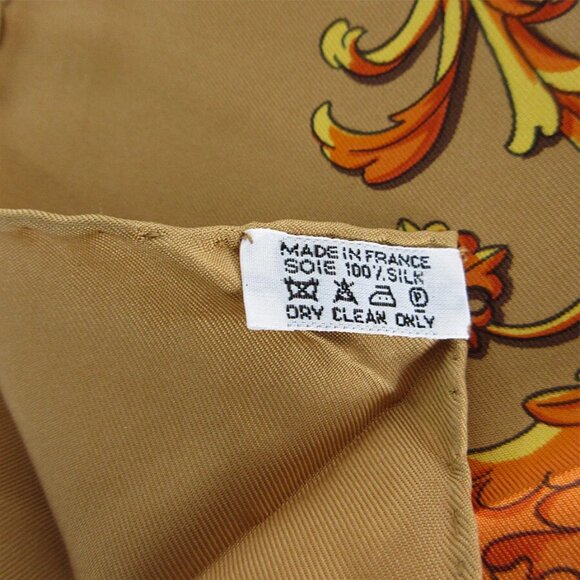 MADE IN FRANCE
SOIE 100% SILK
P
DRY CLEAN ONLY